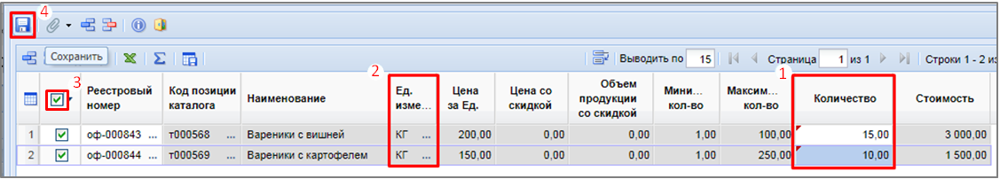 4
Сохранить
Выводить по 15 Страница 1 из 1 Строки 1 - 2 из
3 2 1
Реестровый номер Код позиции каталога Наименование Ед. изме... Цена за Ед. Цена со скидкой Объем продукции со скидкой Мини... кол-во Максим... кол-во Количество Стоимость
1 оф-000843 ... т000568 ... Вареники с вишней КГ ... 200,00 0,00 0,00 1,00 100,00 15,00 3 000,00
2 оф-000844 ... т000569 ... Вареники с картофелем КГ ... 150,00 0,00 0,00 1,00 250,00 10,00 1 500,00